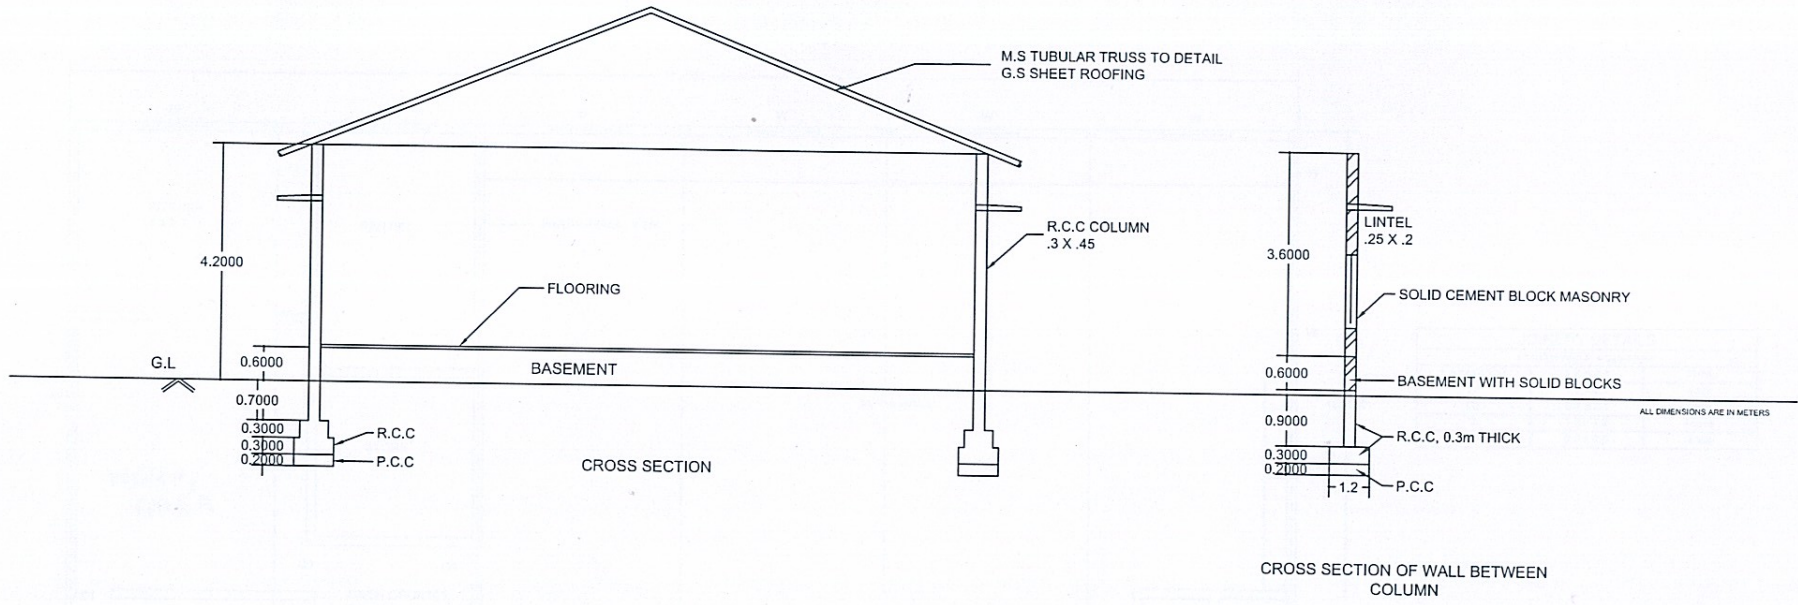 M.S TUBULAR TRUSS TO DETAIL
G.S SHEET ROOFING
4.2000
R.C.C COLUMN
.3 X .45
FLOORING
G.L
0.6000
BASEMENT
0.7000
0.3000
0.3000
0.2000
R.C.C
P.C.C
CROSS SECTION
3.6000
LINTEL
.25 X .2
SOLID CEMENT BLOCK MASONRY
0.6000
BASEMENT WITH SOLID BLOCKS
ALL DIMENSIONS ARE IN METERS
0.9000
R.C.C, 0.3m THICK
0.3000
0.2000
P.C.C
1.2
CROSS SECTION OF WALL BETWEEN
COLUMN